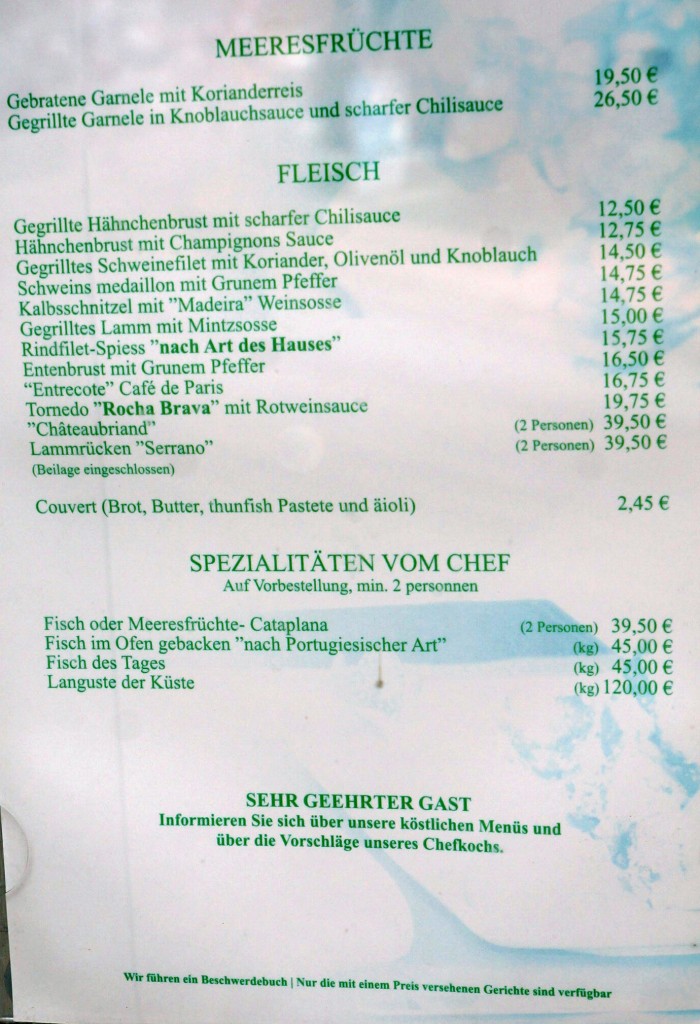 MEERESFRÜCHTE
Gebratene Garnele mit Korianderreis 19,50 €
Gegrillte Garnele in Knoblauchsauce und scharfer Chilisauce 26,50 €
FLEISCH
Gegrillte Hähnchenbrust mit scharfer Chilisauce 12,50 €
Hähnchenbrust mit Champignons Sauce 12,75 €
Gegrilltes Schweinefilet mit Koriander, Olivenöl und Knoblauch 14,50 €
Schweins medaillon mit Grunem Pfeffer 14,75 €
Kalbsschnitzel mit "Madeira" Weinsosse 14,75 €
Gegrilltes Lamm mit Mintzsosse 15,00 €
Rindfilet-Spiess "nach Art des Hauses" 15,75 €
Entenbrust mit Grunem Pfeffer 16,50 €
"Entrecote" Café de Paris 16,75 €
Tornedo "Rocha Brava" mit Rotweinsauce 19,75 €
"Châteaubriand" (2 Personen) 39,50 €
Lammrücken "Serrano" (2 Personen) 39,50 €
(Beilage eingeschlossen)
Couvert (Brot, Butter, thunfish Pastete und äioli) 2,45 €
SPEZIALITÄTEN VOM CHEF
Auf Vorbestellung, min. 2 personnen
Fisch oder Meeresfrüchte- Cataplana (2 Personen) 39,50 €
Fisch im Ofen gebacken "nach Portugiesischer Art" (kg) 45,00 €
Fisch des Tages (kg) 45,00 €
Languste der Küste (kg) 120,00 €
SEHR GEEHRTER GAST
Informieren Sie sich über unsere köstlichen Menüs und
über die Vorschläge unseres Chefkochs.
Wir führen ein Beschwerdebuch | Nur die mit einem Preis versehenen Gerichte sind verfügbar